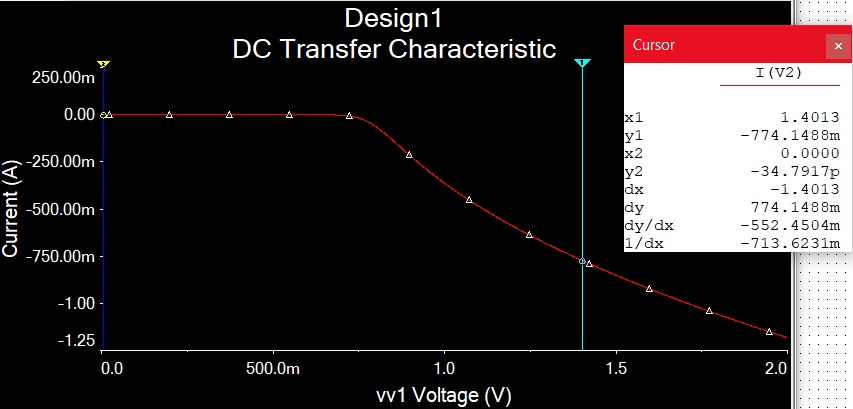 Design1
DC Transfer Characteristic
Cursor ×
I(V2)
x1 1.4013
y1 -774.1488m
x2 0.0000
y2 -34.7917p
dx -1.4013
dy 774.1488m
dy/dx -552.4504m
1/dx -713.6231m
250.00m
0.00
-250.00m
-500.00m
-750.00m
-1.00
-1.25
Current (A)
0.0 500.0m 1.0 1.5 2.0
vv1 Voltage (V)